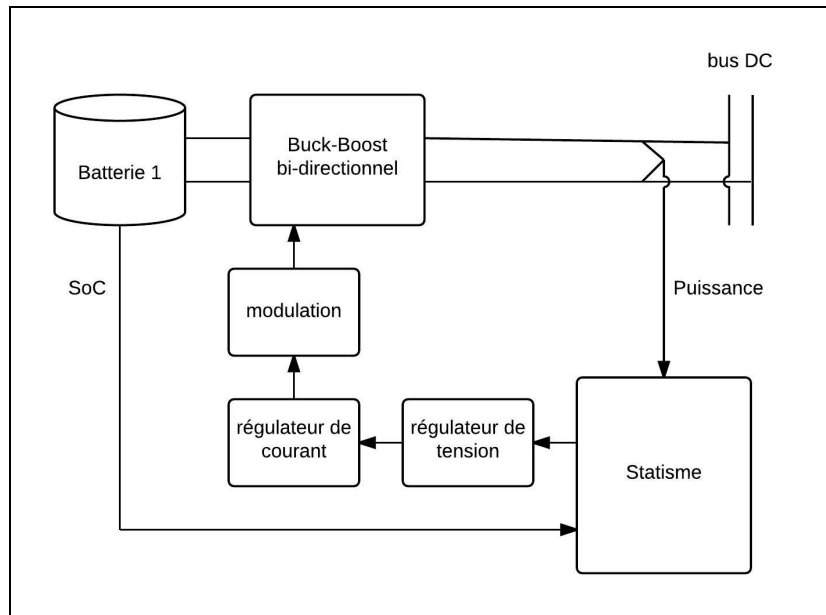 bus DC
Buck-Boost
bi-directionnel
Batterie 1
SoC
Puissance
modulation
régulateur de
courant
régulateur de
tension
Statisme